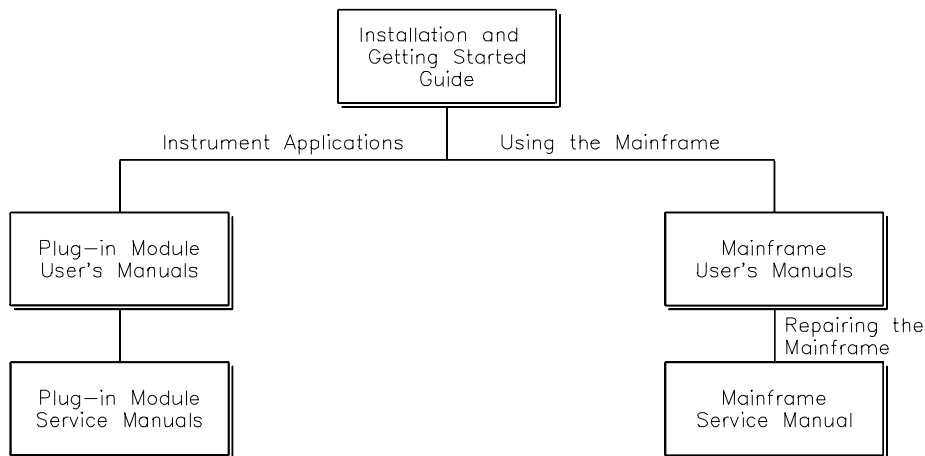 Installation and
Getting Started
Guide
Instrument Applications
Using the Mainframe
Plug-in Module
User's Manuals
Mainframe
User's Manuals
Repairing the
Mainframe
Plug-in Module
Service Manuals
Mainframe
Service Manual